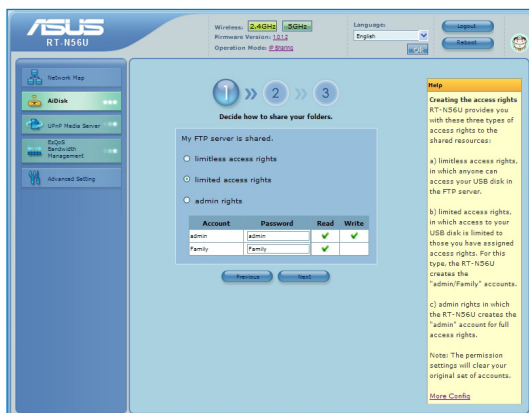 ASUS
RT-N56U
Wireless: 2.4GHz 5GHz
Firmware Version: 1.0.1.2
Operation Mode: IP Sharing
Language:
English
Logout
Reboot
Network Map
AiDisk
UPnP Media Server
EzQoS
Bandwidth
Management
Advanced Setting
1 » 2 » 3
Decide how to share your folders.
My FTP server is shared.
limitless access rights
limited access rights
admin rights
Account Password Read Write
admin admin
Family Family
Previous Next
Help
Creating the access rights
RT-N56U provides you
with these three types of
access rights to the
shared resources:
a) limitless access rights,
in which anyone can
access your USB disk in
the FTP server.
b) limited access rights,
in which access to your
USB disk is limited to
those you have assigned
access rights. For this
type, the RT-N56U
creates the
"admin/Family" accounts.
c) admin rights in which
the RT-N56U creates the
"admin" account for full
access rights.
Note: The permission
settings will clear your
original set of accounts.
More Config